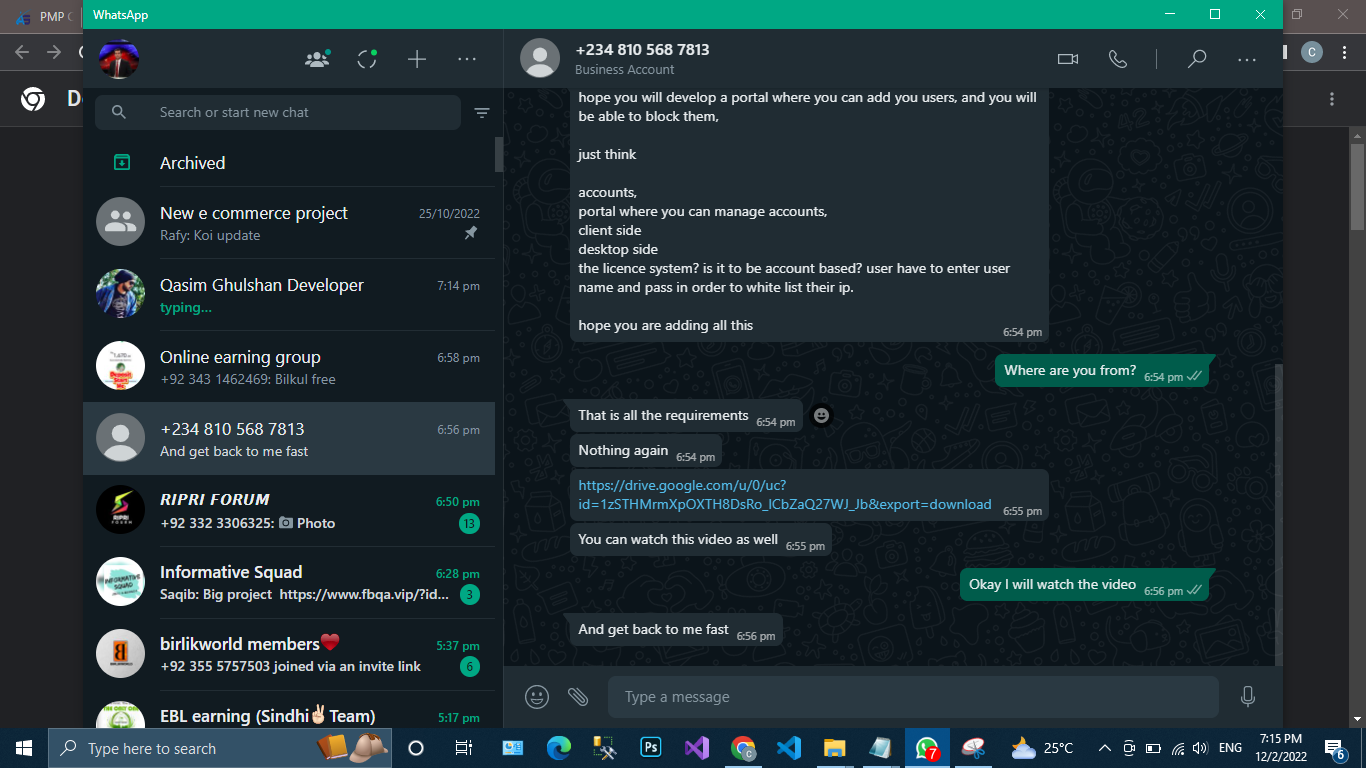 PMP
WhatsApp
C
D
Search or start new chat
Archived
New e commerce project
25/10/2022
Rafy: Koi update
Qasim Ghulshan Developer
7:14 pm
typing...
Online earning group
6:58 pm
+92 343 1462469: Bilkul free
+234 810 568 7813
6:56 pm
And get back to me fast
RIPRI FORUM
6:50 pm
+92 332 3306325: Photo
13
Informative Squad
6:28 pm
Saqib: Big project https://www.fbqa.vip/?id...
3
birlikworld members
5:37 pm
+92 355 5757503 joined via an invite link
6
EBL earning (Sindhi Team)
5:17 pm
+234 810 568 7813
Business Account
hope you will develop a portal where you can add you users, and you will
be able to block them,
just think
accounts,
portal where you can manage accounts,
client side
desktop side
the licence system? is it to be account based? user have to enter user
name and pass in order to white list their ip.
hope you are adding all this
6:54 pm
Where are you from?
6:54 pm
That is all the requirements
6:54 pm
Nothing again
6:54 pm
https://drive.google.com/u/0/uc?
id=1zSTHMrmXpOXTH8DsRo_lCbZaQ27WJ_Jb&export=download
6:55 pm
You can watch this video as well
6:55 pm
Okay I will watch the video
6:56 pm
And get back to me fast
6:56 pm
Type a message
Type here to search
Ps
C
7
25°C
ENG
7:15 PM
12/2/2022
6